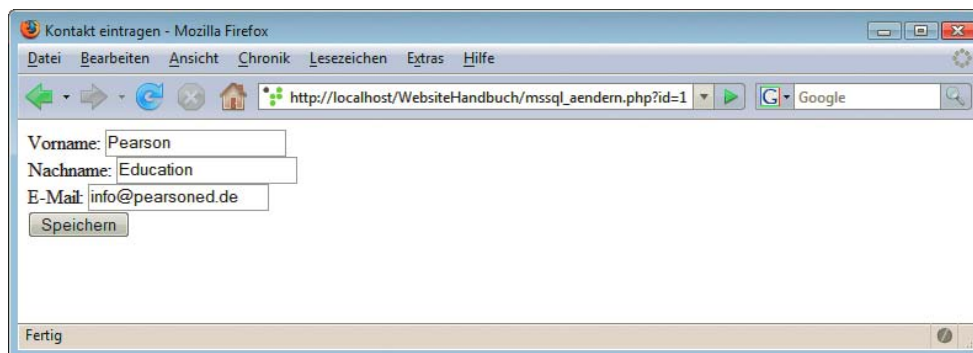 Kontakt eintragen - Mozilla Firefox
Datei Bearbeiten Ansicht Chronik Lesezeichen Extras Hilfe
http://localhost/WebsiteHandbuch/mssql_aendern.php?id=1 G Google
Vorname: Pearson
Nachname: Education
E-Mail: info@pearsoned.de
Speichern
Fertig